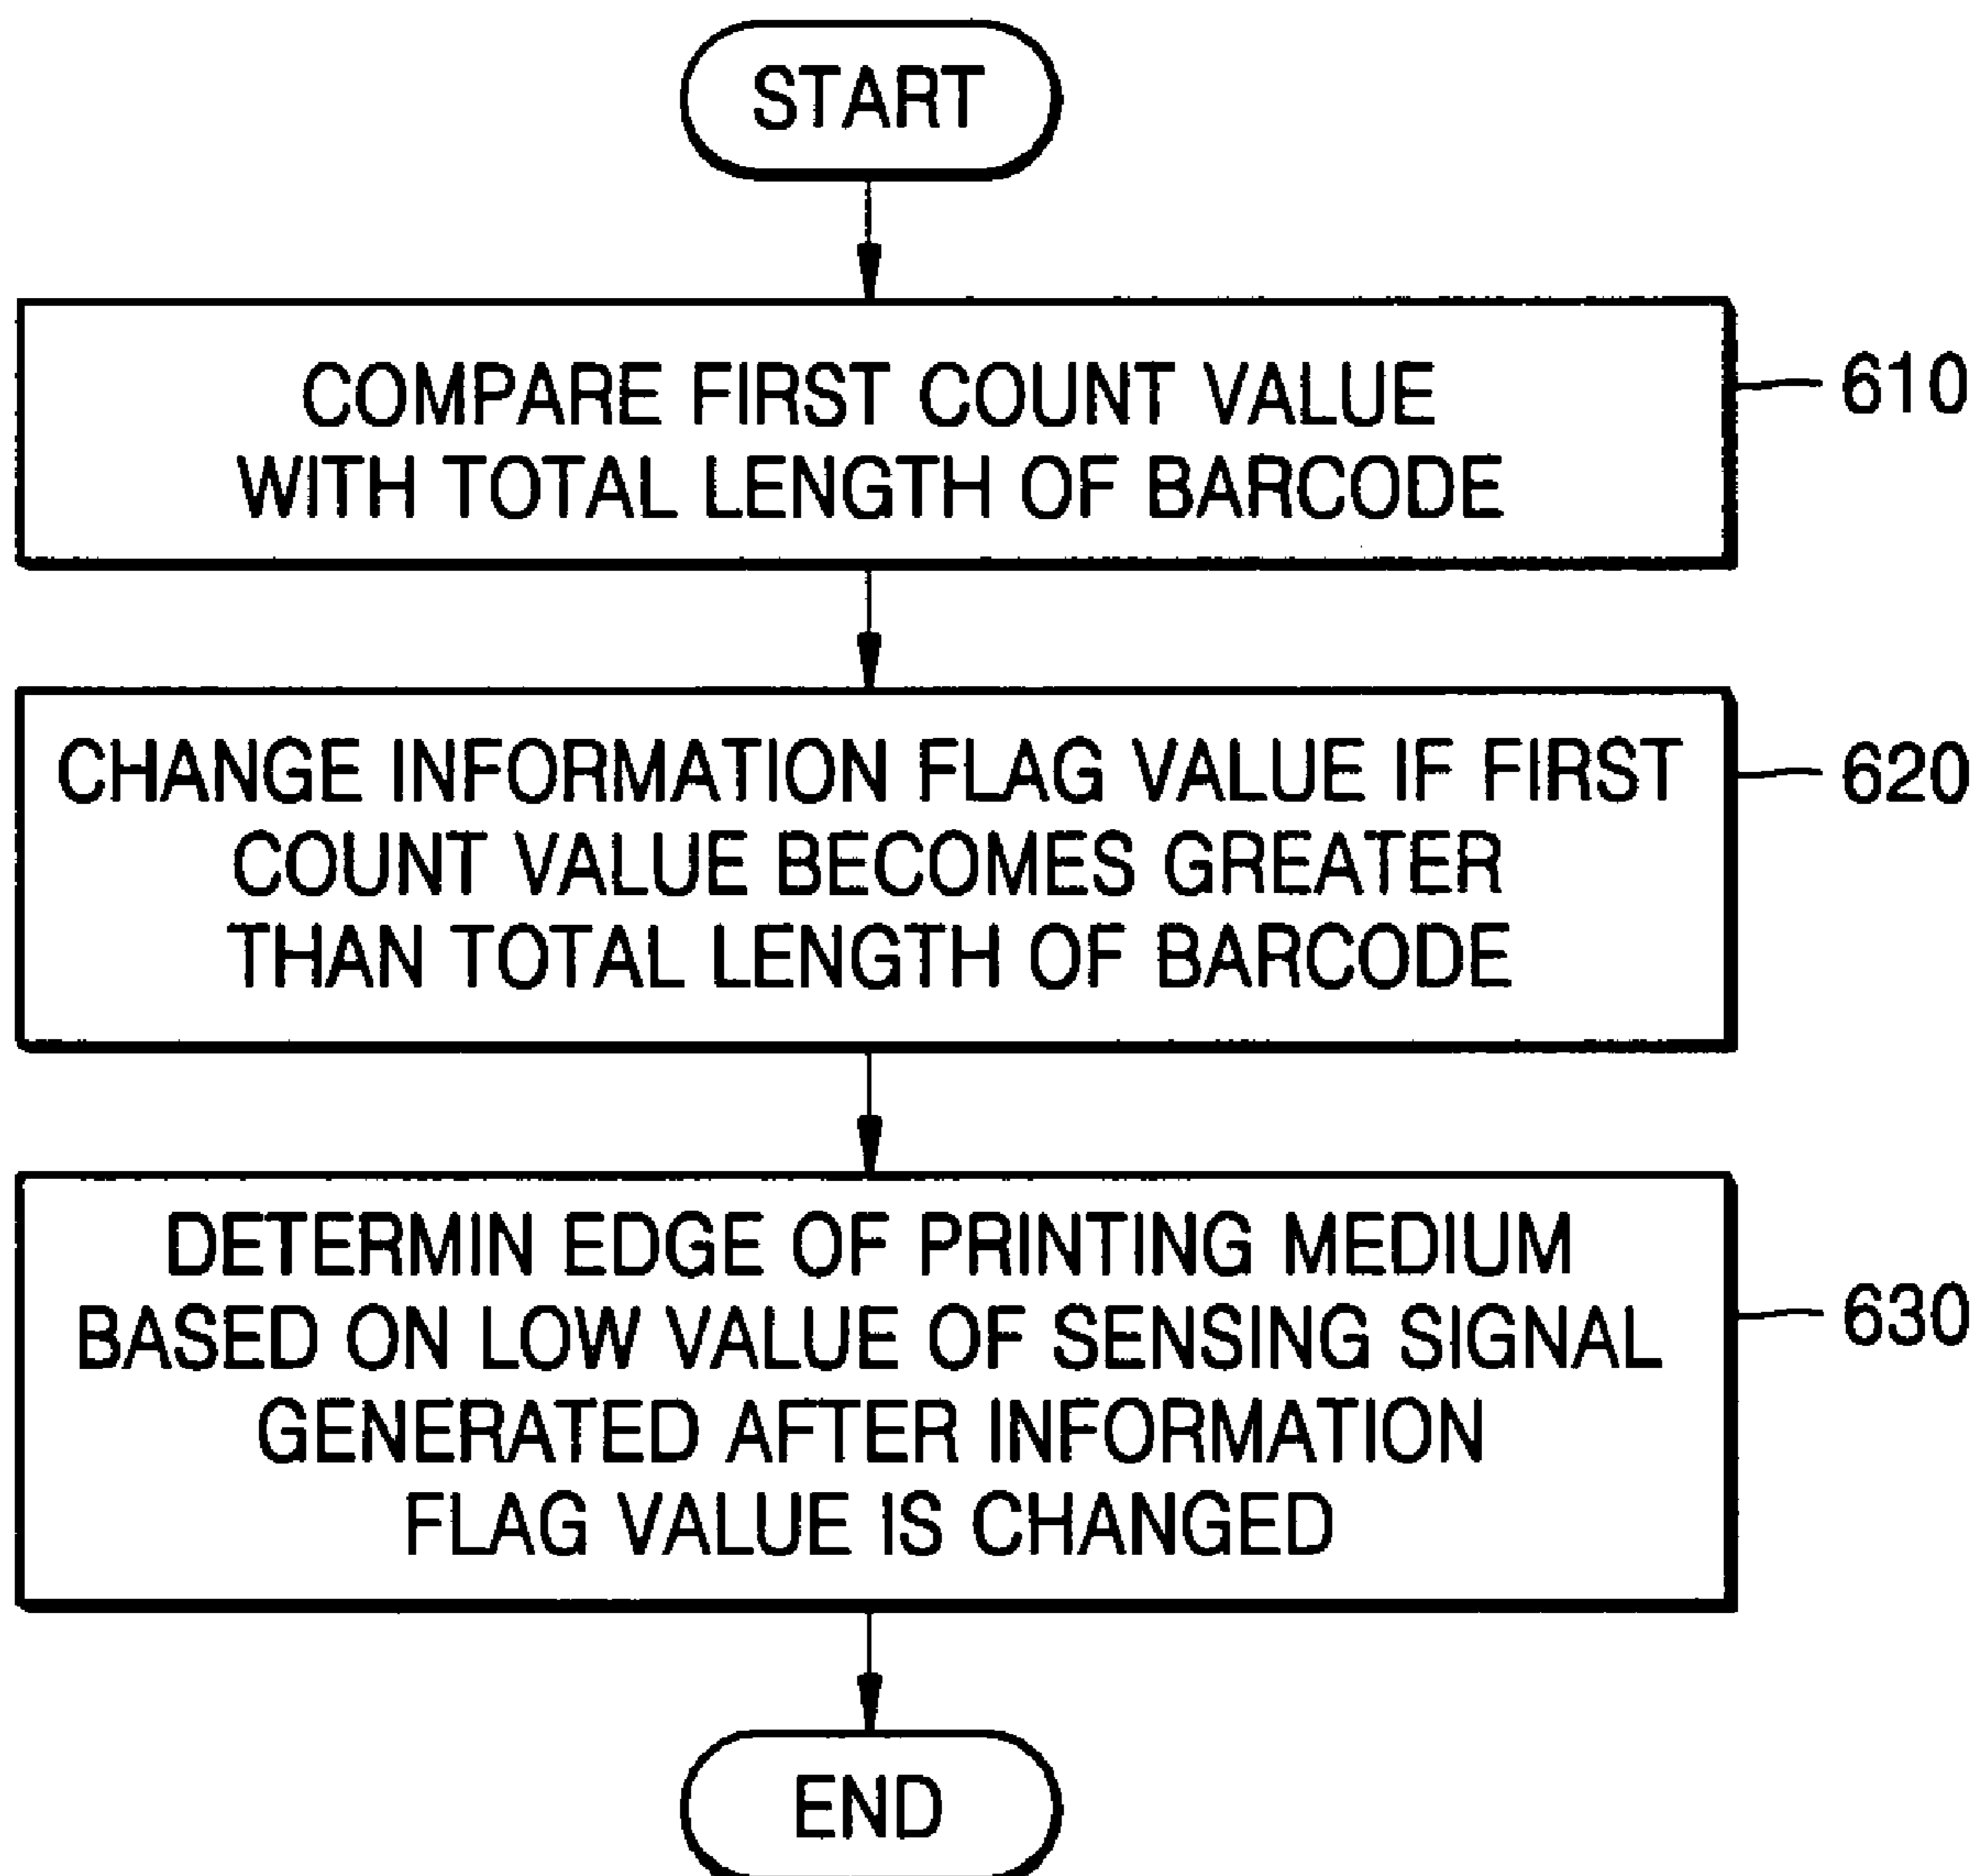 START
COMPARE FIRST COUNT VALUE
WITH TOTAL LENGTH OF BARCODE
610
CHANGE INFORMATION FLAG VALUE IF FIRST
COUNT VALUE BECOMES GREATER
THAN TOTAL LENGTH OF BARCODE
620
DETERMIN EDGE OF PRINTING MEDIUM
BASED ON LOW VALUE OF SENSING SIGNAL
GENERATED AFTER INFORMATION
FLAG VALUE IS CHANGED
630
END